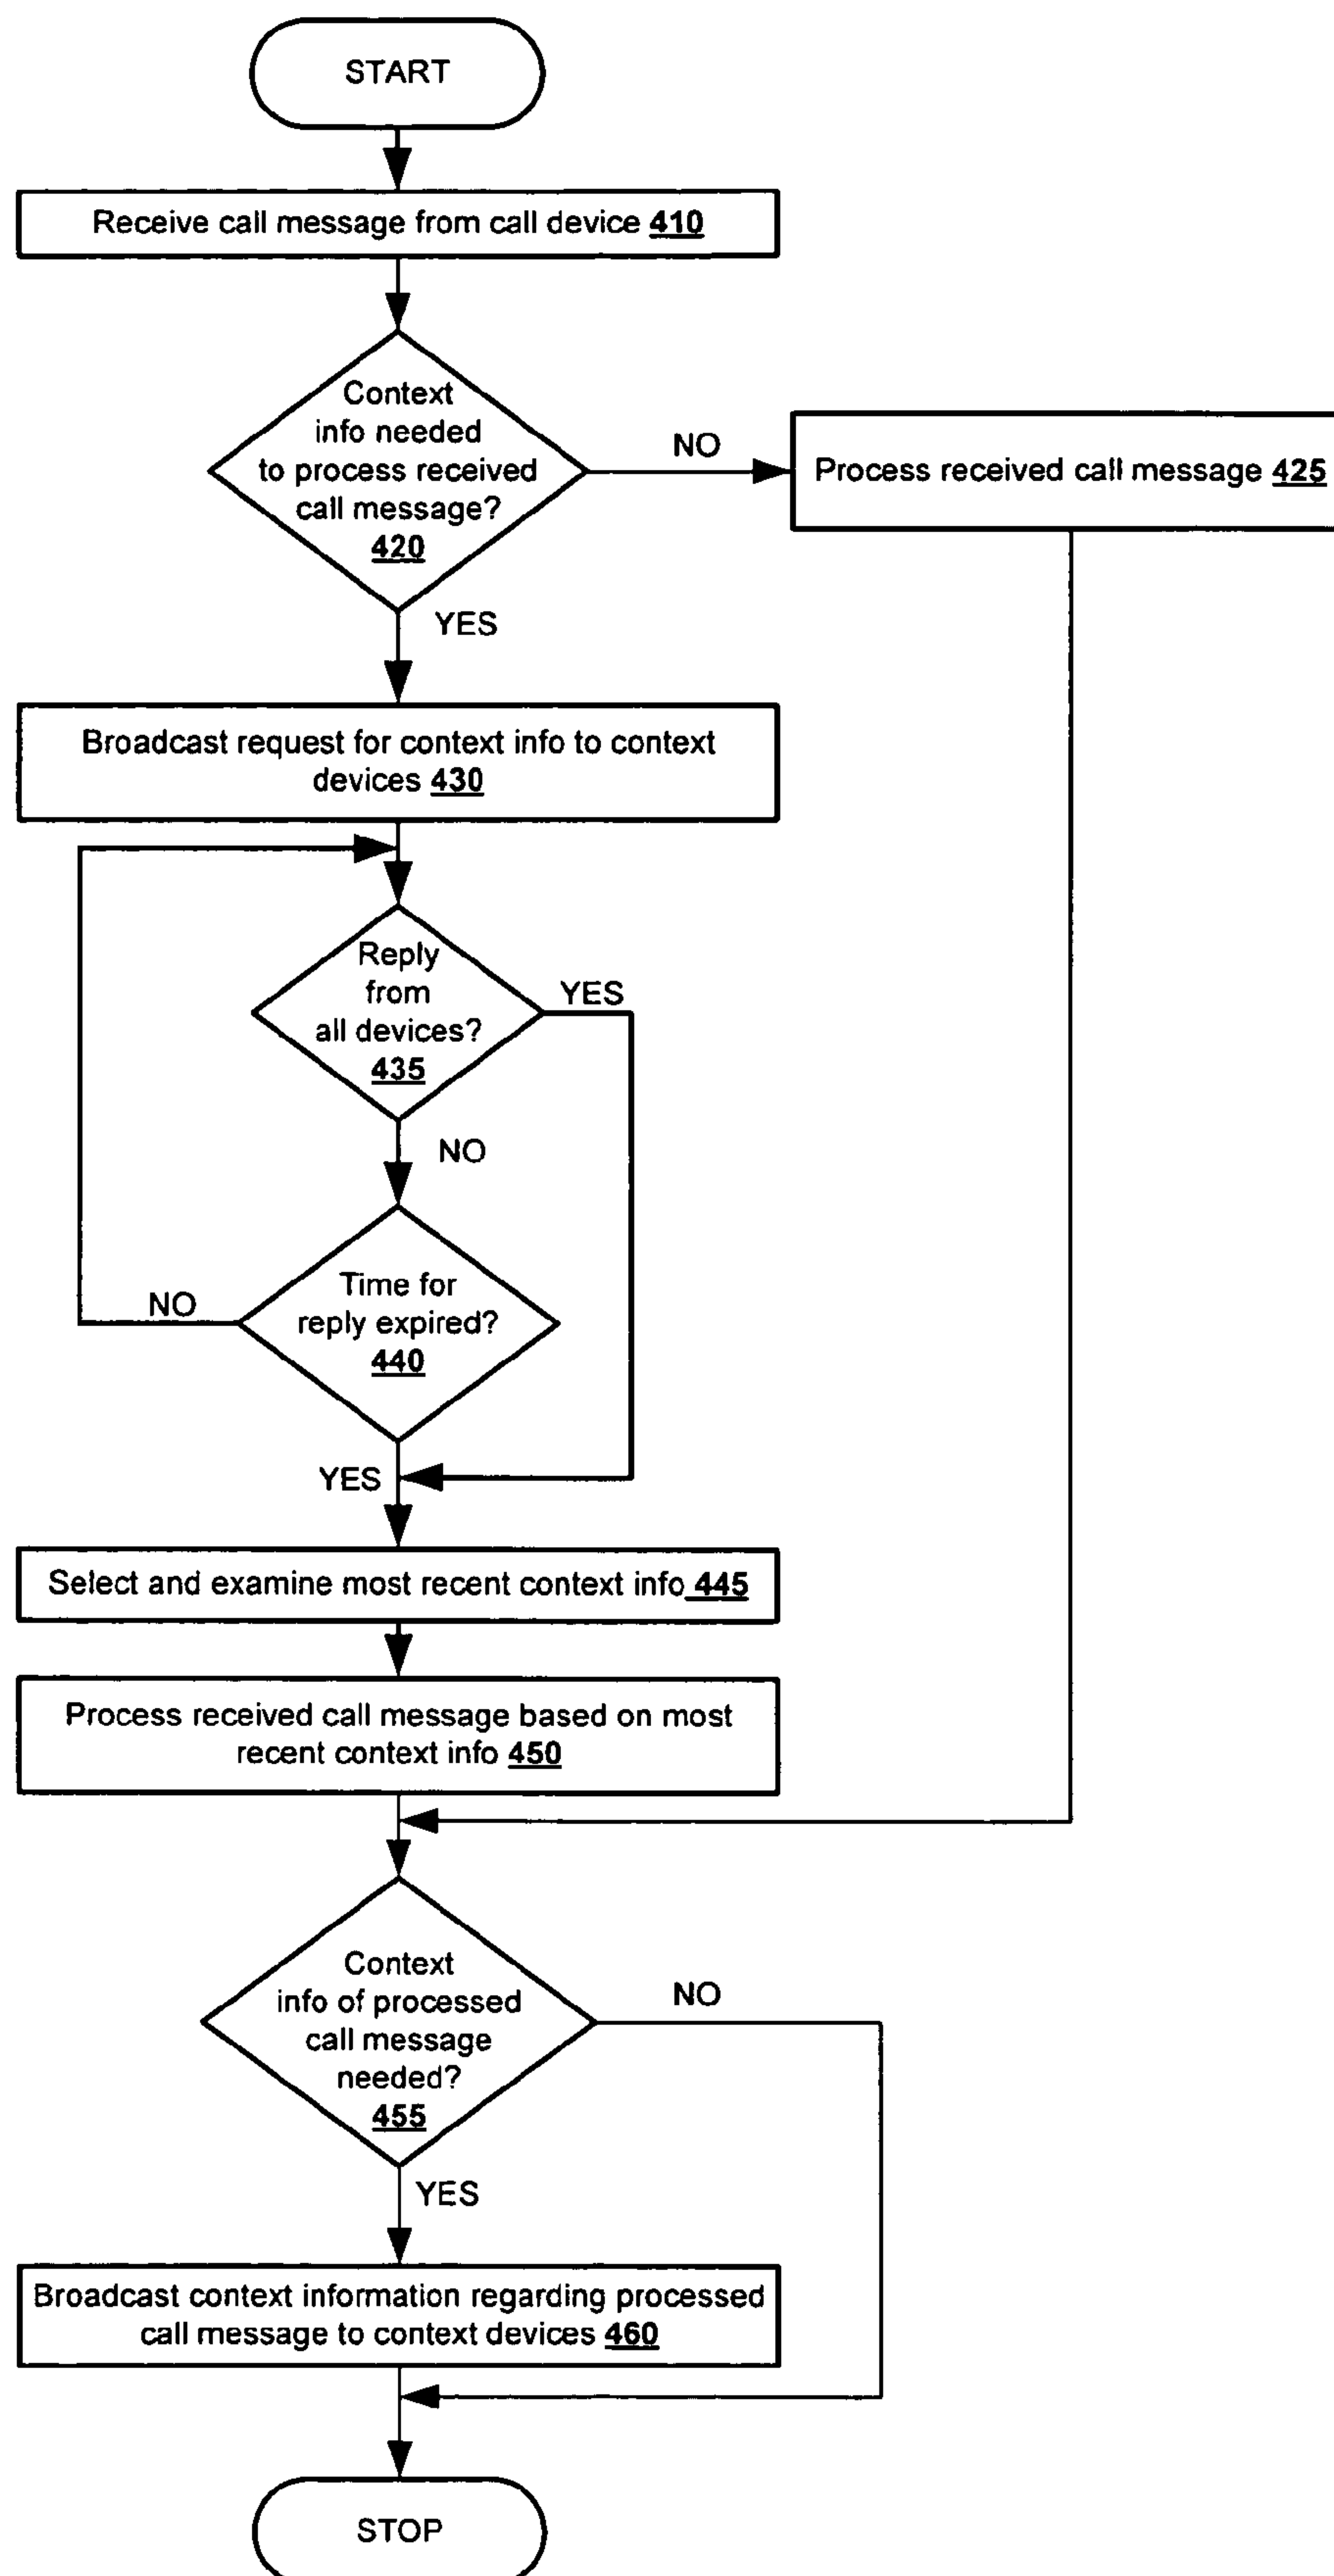 START
Receive call message from call device 410
Context
info needed
to process received
call message?
420
NO
Process received call message 425
YES
Broadcast request for context info to context
devices 430
Reply
from
all devices?
435
YES
NO
Time for
reply expired?
440
NO
YES
Select and examine most recent context info 445
Process received call message based on most
recent context info 450
Context
info of processed
call message
needed?
455
NO
YES
Broadcast context information regarding processed
call message to context devices 460
STOP